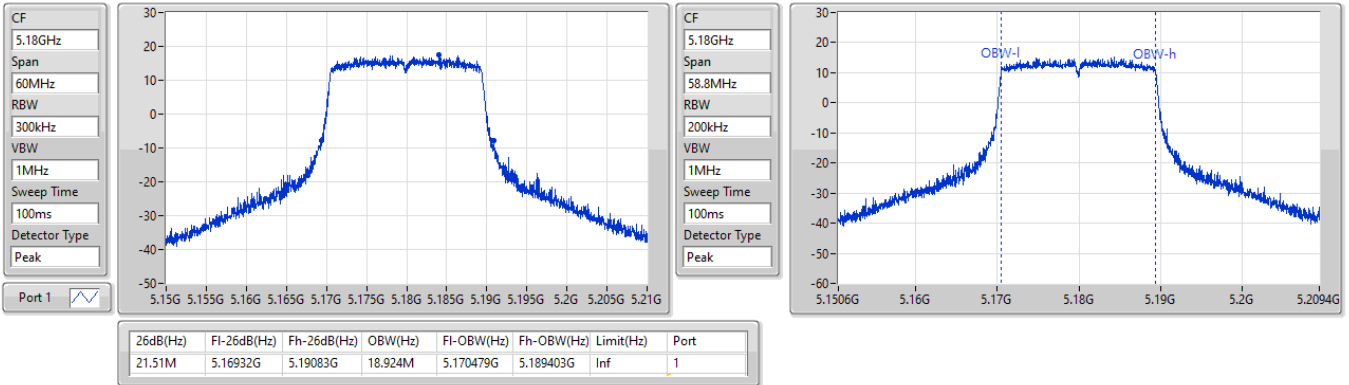 CF
5.18GHz
Span
60MHz
RBW
300kHz
VBW
1MHz
Sweep Time
100ms
Detector Type
Peak
Port 1
30
20
10
0
-10
-20
-30
-40
-50
5.15G 5.155G 5.16G 5.165G 5.17G 5.175G 5.18G 5.185G 5.19G 5.195G 5.2G 5.205G 5.21G
CF
5.18GHz
Span
58.8MHz
RBW
200kHz
VBW
1MHz
Sweep Time
100ms
Detector Type
Peak
30
20
10
0
-10
-20
-30
-40
-50
-60
OBW-l OBW-h
5.1506G 5.16G 5.17G 5.18G 5.19G 5.2G 5.2094G
26dB(Hz) Fl-26dB(Hz) Fh-26dB(Hz) OBW(Hz) Fl-OBW(Hz) Fh-OBW(Hz) Limit(Hz) Port
21.51M 5.16932G 5.19083G 18.924M 5.170479G 5.189403G Inf 1